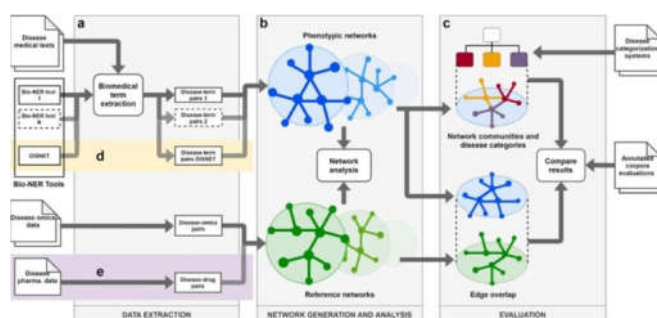 a
b
c
Disease
medical texts
Bio-NER tool
1
Bio-NER tool
k
DISNET
Bio-NER Tools
d
Biomedical
term
extraction
Disease-term
pairs 1
Disease-term
pairs 2
Disease-term
pairs DISNET
Disease omics
data
Disease-omics
pairs
e
Disease
pharma. data
Disease-drug
pairs
DATA EXTRACTION
Phenotypic networks
Network
analysis
Reference networks
NETWORK GENERATION AND ANALYSIS
Network communities and
disease categories
Edge overlap
Compare
results
EVALUATION
Disease
categorization
systems
Annotated
corpora
evaluations